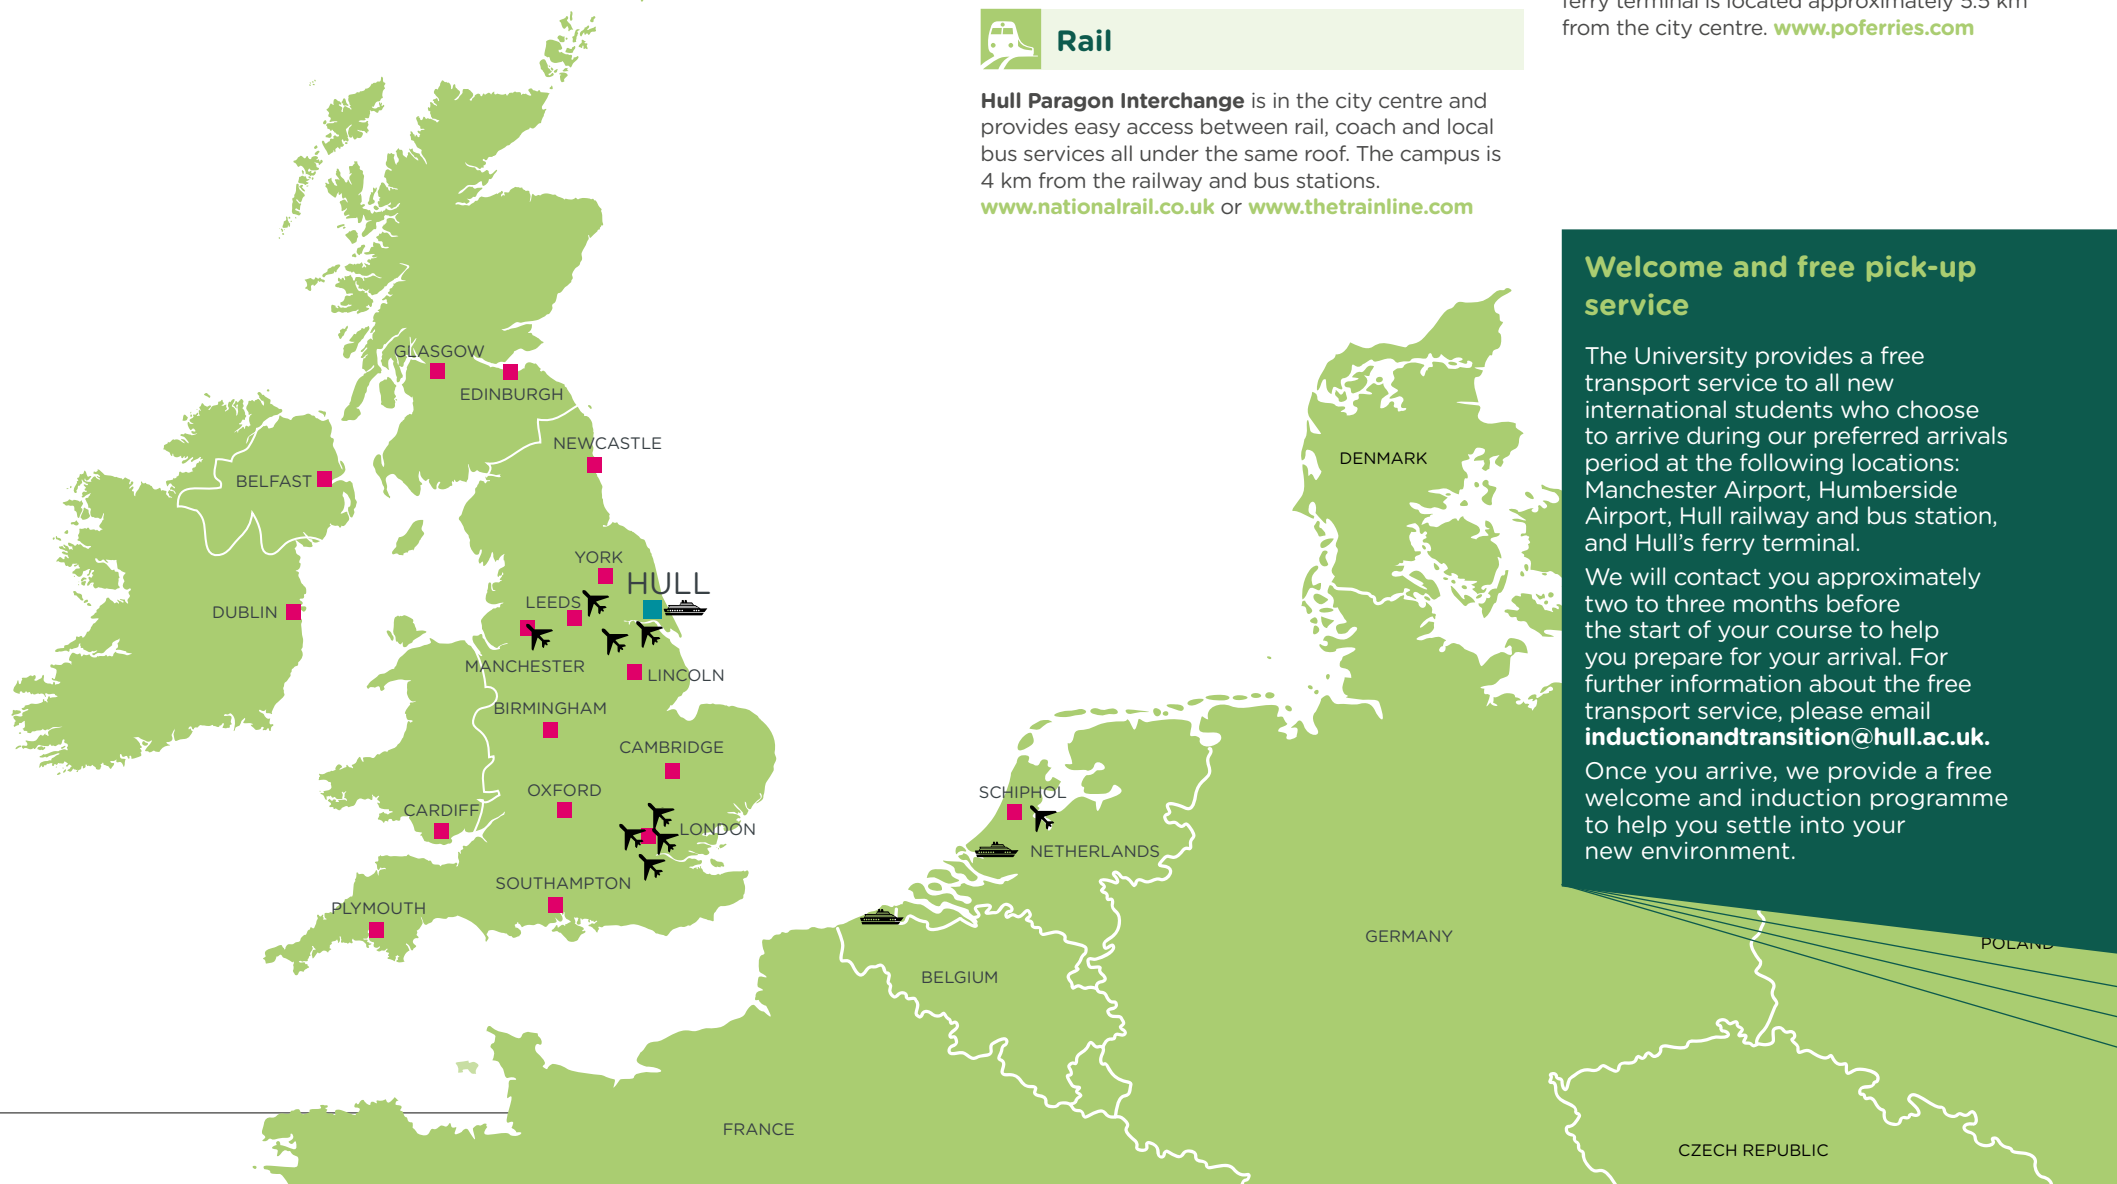 Rail
Hull Paragon Interchange is in the city centre and
provides easy access between rail, coach and local
bus services all under the same roof. The campus is
4 km from the railway and bus stations.
www.nationalrail.co.uk or www.thetrainline.com
ferry terminal is located approximately 5.5 km
from the city centre. www.poferries.com
Welcome and free pick-up
service
The University provides a free
transport service to all new
international students who choose
to arrive during our preferred arrivals
period at the following locations:
Manchester Airport, Humberside
Airport, Hull railway and bus station,
and Hull’s ferry terminal.
We will contact you approximately
two to three months before
the start of your course to help
you prepare for your arrival. For
further information about the free
transport service, please email
inductionandtransition@hull.ac.uk.
Once you arrive, we provide a free
welcome and induction programme
to help you settle into your
new environment.
GLASGOW
EDINBURGH
NEWCASTLE
BELFAST
YORK
HULL
LEEDS
DUBLIN
MANCHESTER
LINCOLN
BIRMINGHAM
CAMBRIDGE
OXFORD
CARDIFF
LONDON
SOUTHAMPTON
PLYMOUTH
DENMARK
SCHIPHOL
NETHERLANDS
GERMANY
POLAND
BELGIUM
FRANCE
CZECH REPUBLIC